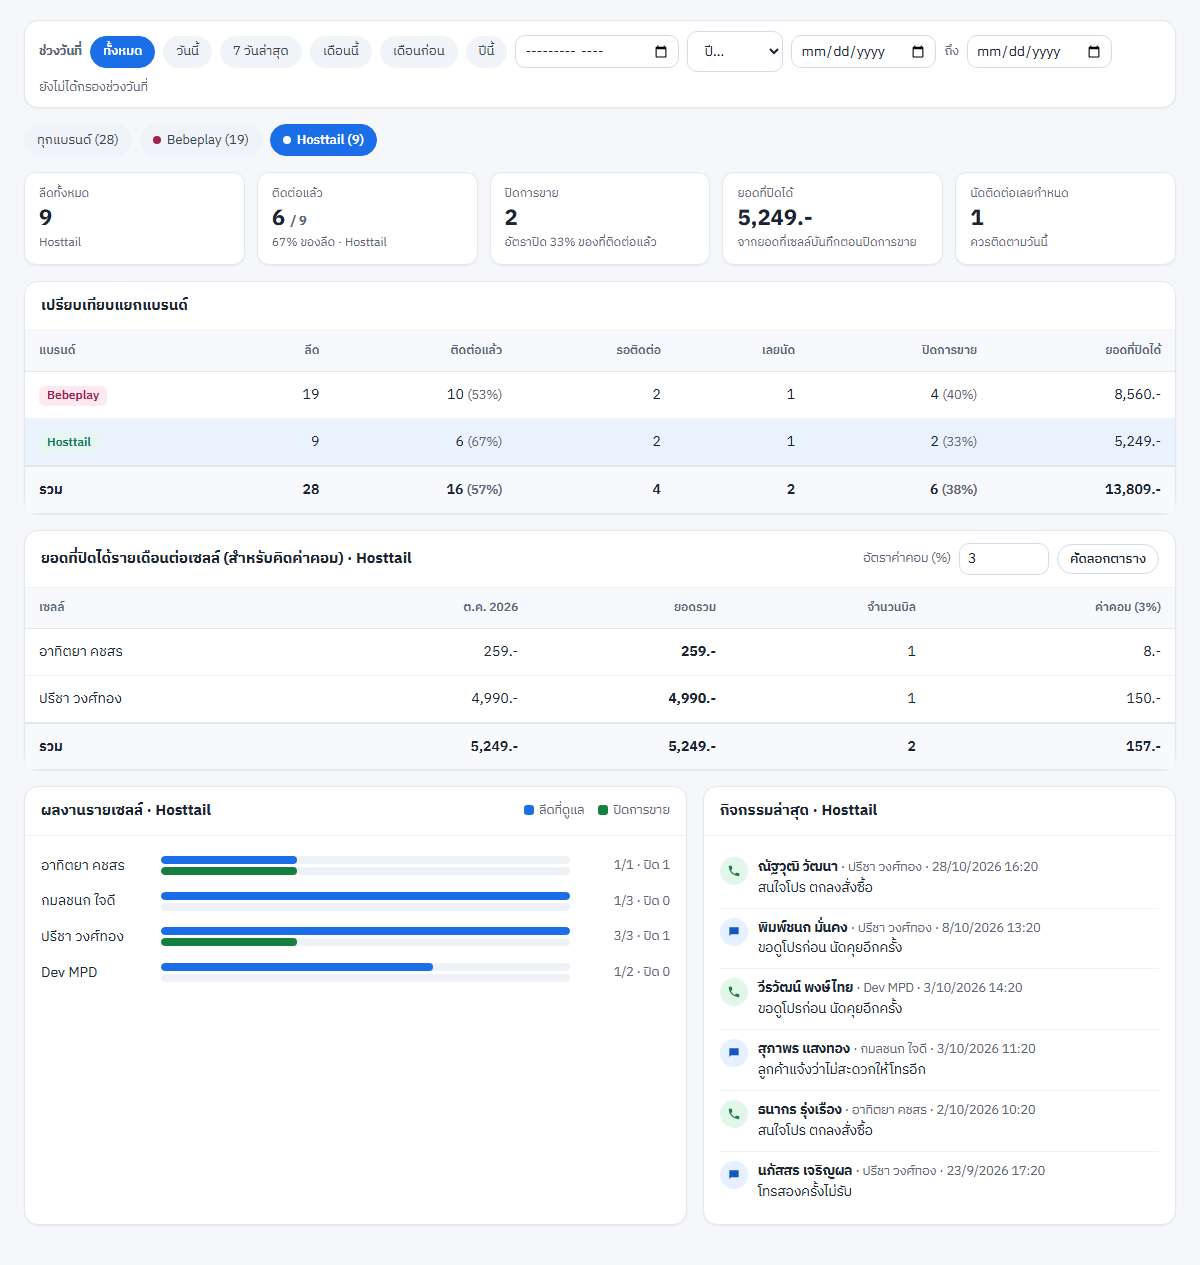 ช่วงวันที่ ทั้งหมด วันนี้ 7 วันล่าสุด เดือนนี้ เดือนก่อน ปีนี้ --------- ---- ปี... mm/dd/yyyy ถึง mm/dd/yyyy
ยังไม่ได้กรองช่วงวันที่
ทุกแบรนด์ (28) Bebeplay (19) Hosttail (9)
ลีดทั้งหมด
9
Hosttail
ติดต่อแล้ว
6 / 9
67% ของลีด · Hosttail
ปิดการขาย
2
อัตราปิด 33% ของที่ติดต่อแล้ว
ยอดที่ปิดได้
5,249.-
จากยอดที่เซลล์บันทึกตอนปิดการขาย
นัดติดต่อเลยกำหนด
1
ควรติดตามวันนี้
เปรียบเทียบแยกแบรนด์
แบรนด์ ลีด ติดต่อแล้ว รอติดต่อ เลยนัด ปิดการขาย ยอดที่ปิดได้
Bebeplay 19 10 (53%) 2 1 4 (40%) 8,560.-
Hosttail 9 6 (67%) 2 1 2 (33%) 5,249.-
รวม 28 16 (57%) 4 2 6 (38%) 13,809.-
ยอดที่ปิดได้รายเดือนต่อเซลล์ (สำหรับคิดค่าคอม) · Hosttail อัตราค่าคอม (%) 3 คัดลอกตาราง
เซลล์ ต.ค. 2026 ยอดรวม จำนวนบิล ค่าคอม (3%)
อาทิตยา คชสร 259.- 259.- 1 8.-
ปรีชา วงศ์ทอง 4,990.- 4,990.- 1 150.-
รวม 5,249.- 5,249.- 2 157.-
ผลงานรายเซลล์ · Hosttail ลีดที่ดูแล ปิดการขาย
อาทิตยา คชสร 1/1 · ปิด 1
กมลชนก ใจดี 1/3 · ปิด 0
ปรีชา วงศ์ทอง 3/3 · ปิด 1
Dev MPD 1/2 · ปิด 0
กิจกรรมล่าสุด · Hosttail
ณัฐวุฒิ วัฒนา · ปรีชา วงศ์ทอง · 28/10/2026 16:20
สนใจโปร ตกลงสั่งซื้อ
พิมพ์ชนก มั่นคง · ปรีชา วงศ์ทอง · 8/10/2026 13:20
ขอดูโปรก่อน นัดคุยอีกครั้ง
วีรวัฒน์ พงษ์ไทย · Dev MPD · 3/10/2026 14:20
ขอดูโปรก่อน นัดคุยอีกครั้ง
สุภาพร แสงทอง · กมลชนก ใจดี · 3/10/2026 11:20
ลูกค้าแจ้งว่าไม่สะดวกให้โทรอีก
ธนากร รุ่งเรือง · อาทิตยา คชสร · 2/10/2026 10:20
สนใจโปร ตกลงสั่งซื้อ
นภัสสร เจริญผล · ปรีชา วงศ์ทอง · 23/9/2026 17:20
โทรสองครั้งไม่รับ